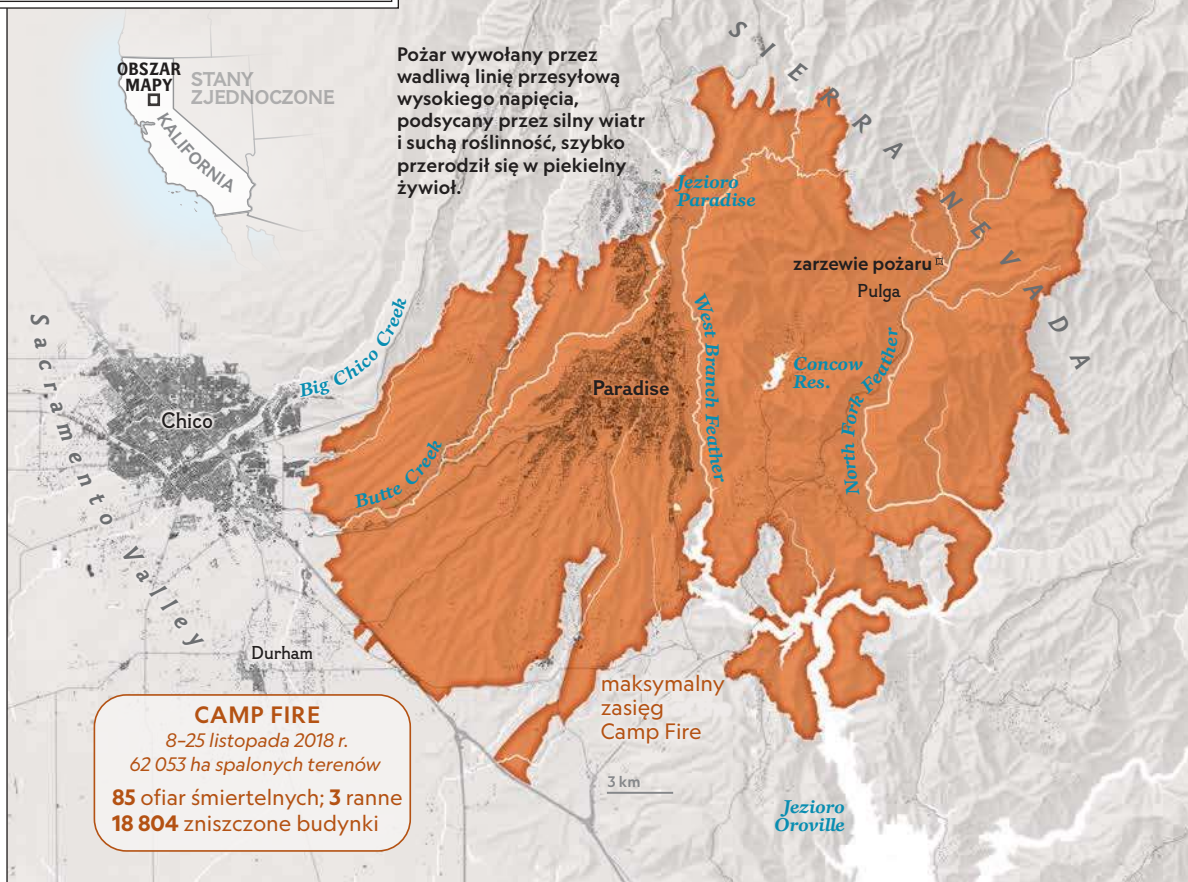 OBSZAR
MAPY
STANY
ZJEDNOCZONE
KALIFORNIA
Pożar wywołany przez
wadliwą linię przesyłową
wysokiego napięcia,
podsycany przez silny wiatr
i suchą roślinność, szybko
przerodził się w piekielny
żywioł.
SIERRA NEVADA
Jezioro
Paradise
zarzewie pożaru
Pulga
Big Chico Creek
West Branch Feather
Concow
Res.
North Fork Feather
Sacramento Valley
Chico
Paradise
Butte Creek
Durham
maksymalny
zasięg
Camp Fire
3 km
Jezioro
Oroville
CAMP FIRE
8–25 listopada 2018 r.
62 053 ha spalonych terenów
85 ofiar śmiertelnych; 3 ranne
18 804 zniszczone budynki